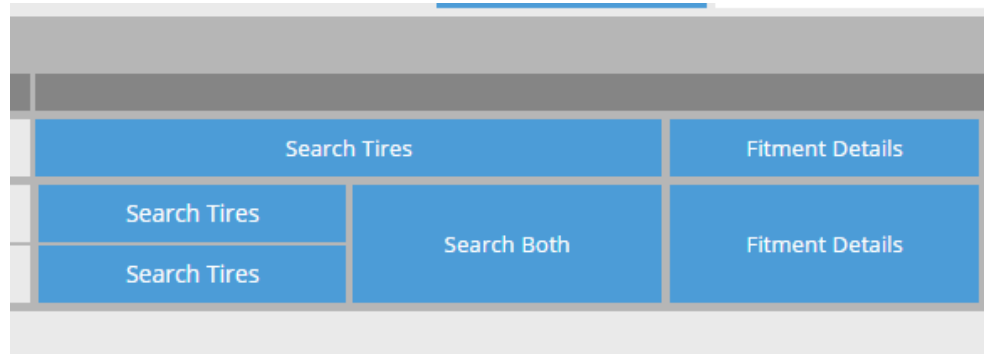 Search Tires
Fitment Details
Search Tires
Search Both
Fitment Details
Search Tires